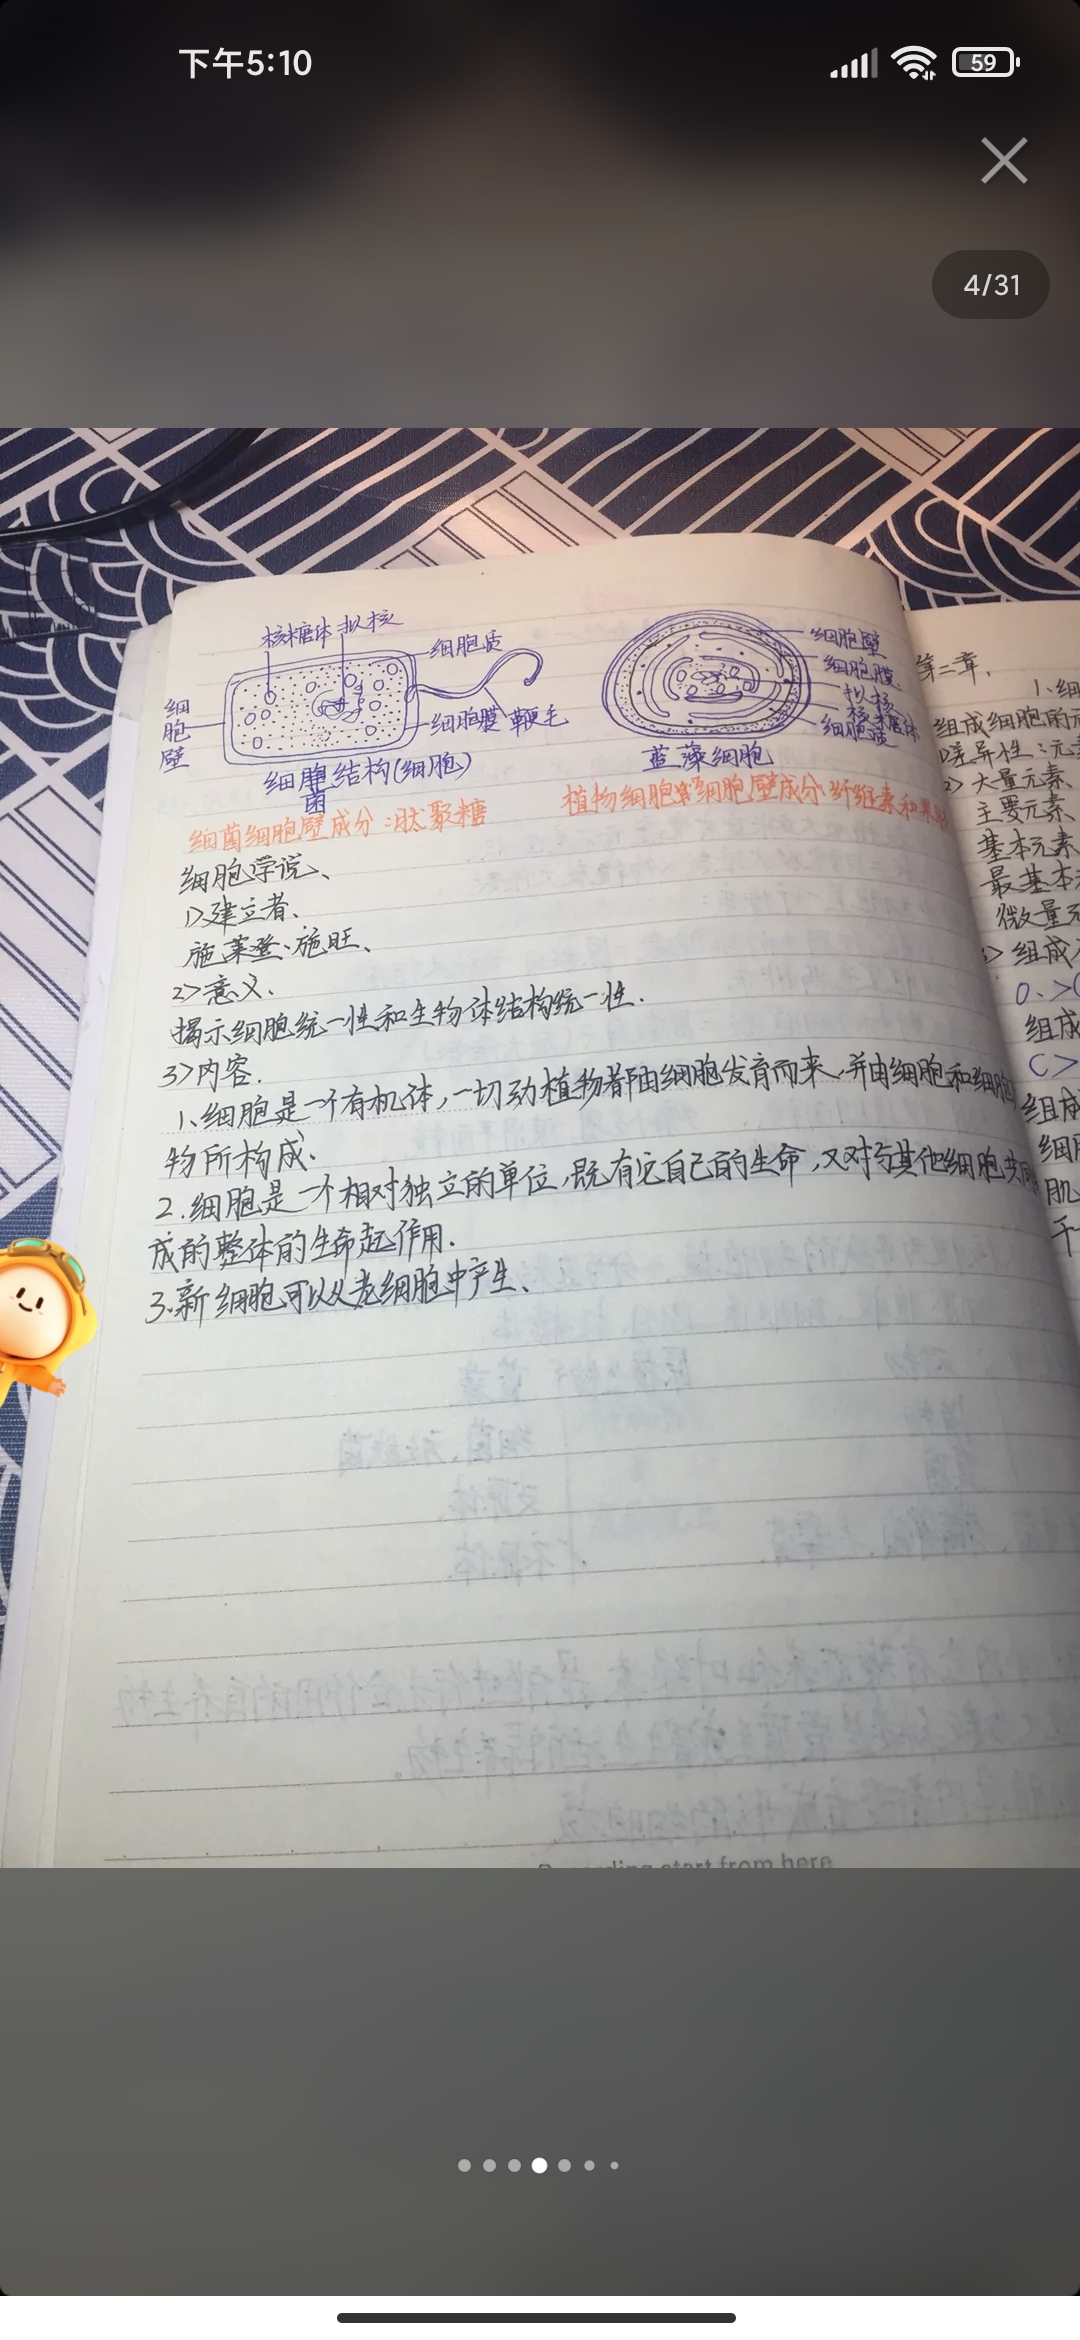 下午5:10
59
4/31
核糖体 拟核
细胞质
细胞壁
细胞膜 鞭毛
细胞结构(细胞)
菌
细胞壁
细胞膜
拟核
核糖体
细胞质
蓝藻细胞
细菌细胞壁成分:肽聚糖
植物细胞细胞壁成分:纤维素和果
细胞学说、
1>建立者、
施莱登、施旺、
2>意义.
揭示细胞统一性和生物体结构统一性.
3>内容.
1、细胞是一个有机体,一切动植物都由细胞发育而来,并由细胞和细胞
物所构成、
2.细胞是一个相对独立的单位,既有它自己的生命,又对与其他细胞共同
成的整体的生命起作用.
3.新细胞可以从老细胞中产生、
第二章.
1、细
组成细胞的元
差异性:元素
2> 大量元素
主要元素
基本元素
最基本
微量元
组成
O.>C
组成
C>
组成
细胞
肌
干
start from here